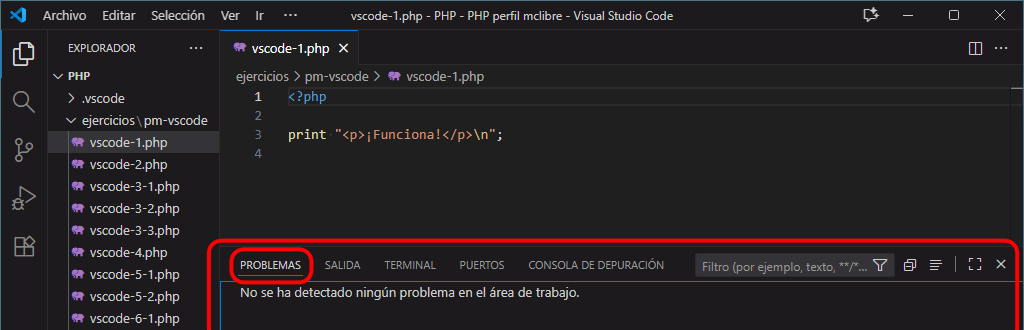 Archivo Editar Selección Ver Ir ··· vscode-1.php - PHP - PHP perfil mclibre - Visual Studio Code
EXPLORADOR ···
vscode-1.php
PHP
.vscode
ejercicios\pm-vscode
vscode-1.php
vscode-2.php
vscode-3-1.php
vscode-3-2.php
vscode-3-3.php
vscode-4.php
vscode-5-1.php
vscode-5-2.php
vscode-6-1.php
ejercicios > pm-vscode > vscode-1.php
1 <?php
2
3 print "<p>¡Funciona!</p>\n";
4
PROBLEMAS SALIDA TERMINAL PUERTOS CONSOLA DE DEPURACIÓN Filtro (por ejemplo, texto, **/*...
No se ha detectado ningún problema en el área de trabajo.